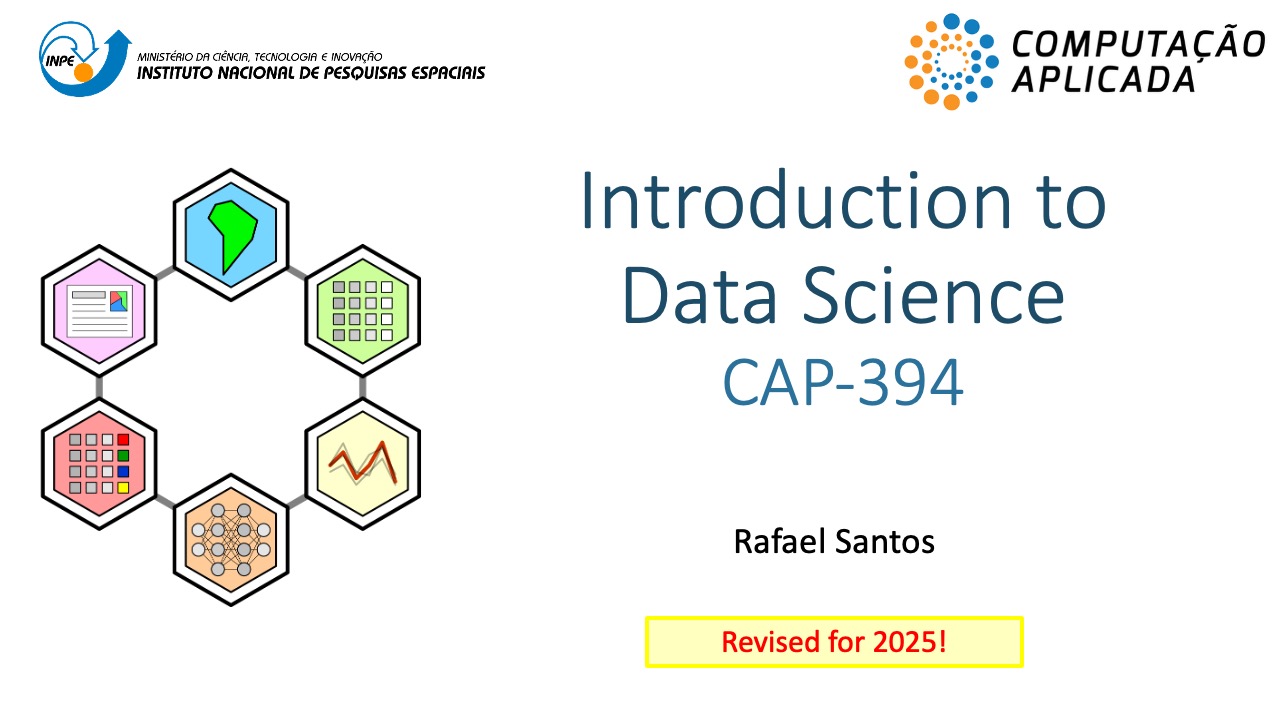 INPE
MINISTÉRIO DA CIÊNCIA, TECNOLOGIA E INOVAÇÃO
INSTITUTO NACIONAL DE PESQUISAS ESPACIAIS
COMPUTAÇÃO
APLICADA
Introduction to
Data Science
CAP-394
Rafael Santos
Revised for 2025!